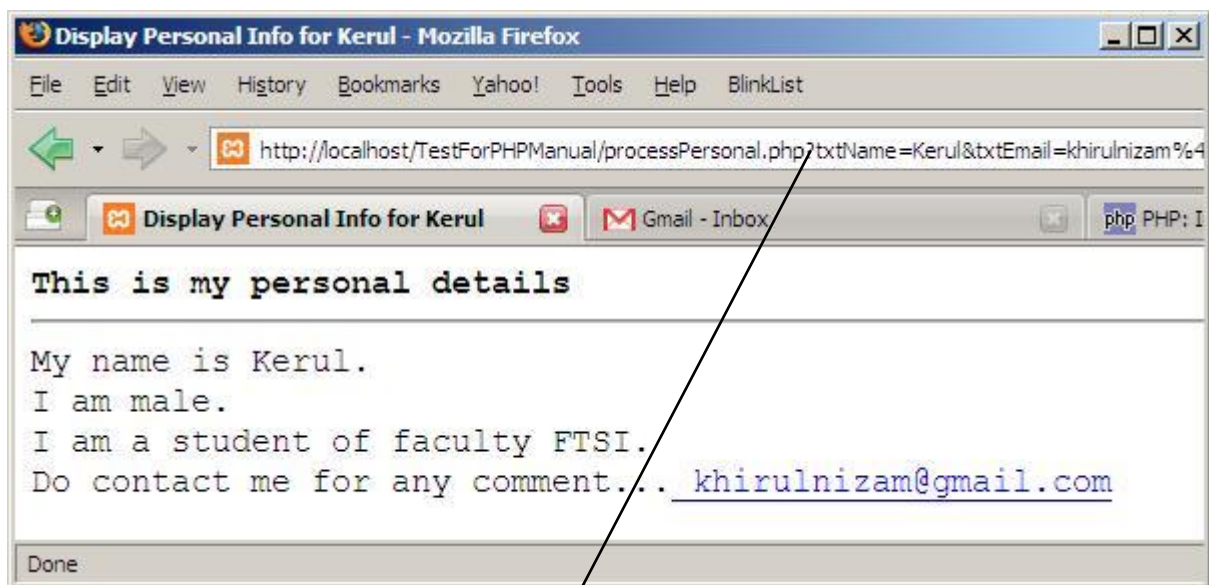 Display Personal Info for Kerul - Mozilla Firefox
File Edit View History Bookmarks Yahoo! Tools Help BlinkList
http://localhost/TestForPHPManual/processPersonal.php?txtName=Kerul&txtEmail=khirulnizam%4
Display Personal Info for Kerul Gmail - Inbox php PHP: I
This is my personal details
My name is Kerul.
I am male.
I am a student of faculty FTSI.
Do contact me for any comment... khirulnizam@gmail.com
Done